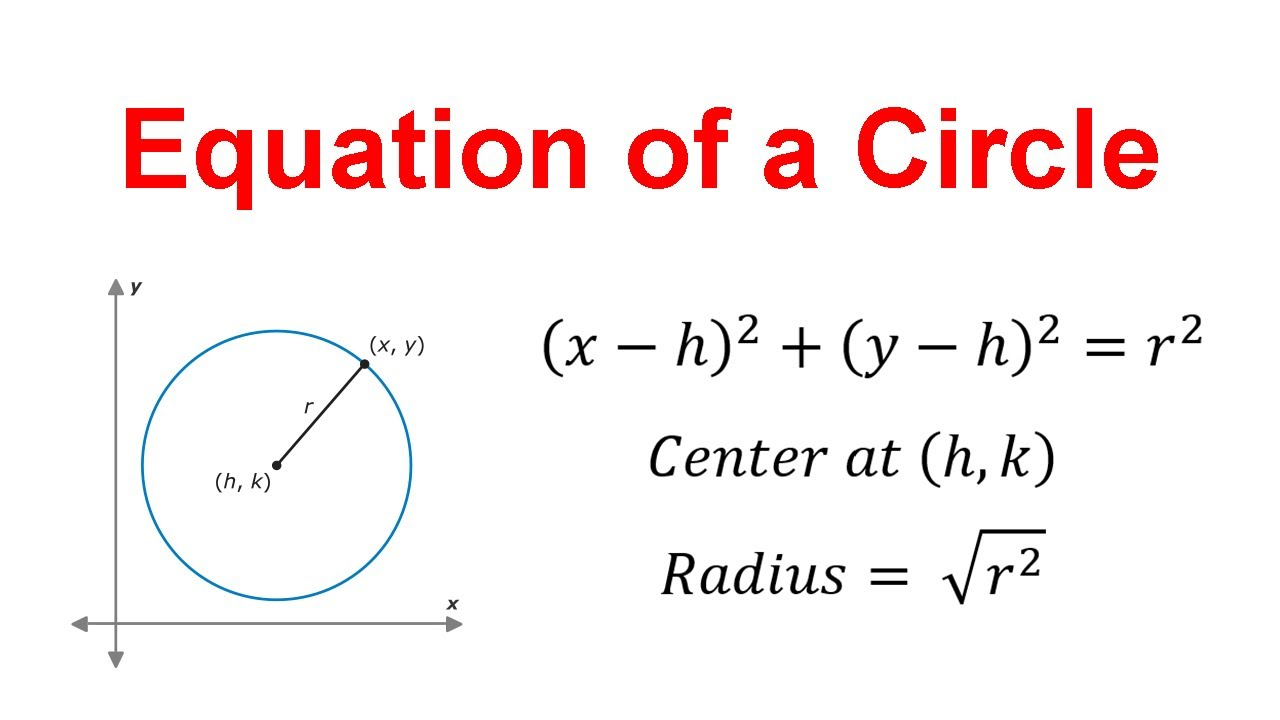 Equation of a Circle
y
(x, y)
r
(h, k)
x
(x − h)² + (y − h)² = r²
Center at (h, k)
Radius = √r²